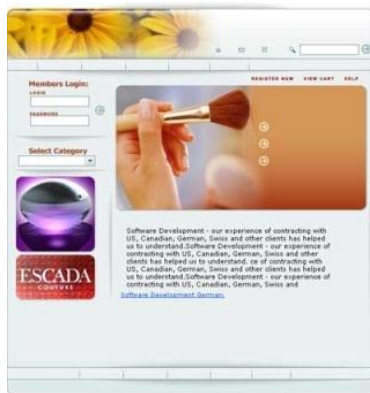 REGISTER NOW VIEW CART HELP
Members Login:
LOGIN
PASSWORD
Select Category
ESCADA
COUTURE
Software Development - our experience of contracting with
US, Canadian, German, Swiss and other clients has helped
us to understand.Software Development - our experience of
contracting with US, Canadian, German, Swiss and other
clients has helped us to understand. ce of contracting with
US, Canadian, German, Swiss and other clients has helped
us to understand.Software Development - our experience of
contracting with US, Canadian, German, Swiss and
Software Development German.